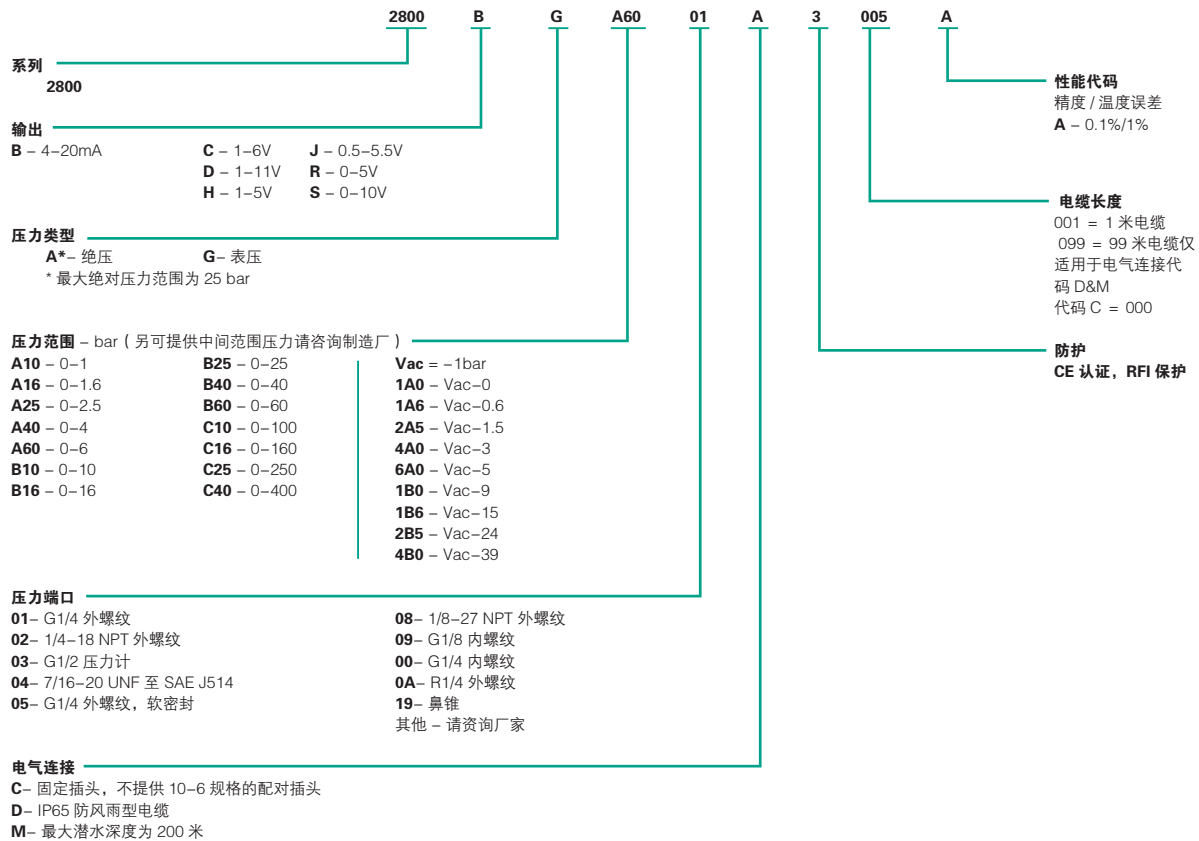 2800 B G A60 01 A 3 005 A
系列
2800
输出
B – 4–20mA
C – 1–6V
D – 1–11V
H – 1–5V
J – 0.5–5.5V
R – 0–5V
S – 0–10V
压力类型
A*– 绝压
G– 表压
* 最大绝对压力范围为 25 bar
压力范围 – bar ( 另可提供中间范围压力请咨询制造厂 )
A10 – 0–1
A16 – 0–1.6
A25 – 0–2.5
A40 – 0–4
A60 – 0–6
B10 – 0–10
B16 – 0–16
B25 – 0–25
B40 – 0–40
B60 – 0–60
C10 – 0–100
C16 – 0–160
C25 – 0–250
C40 – 0–400
Vac = –1bar
1A0 – Vac–0
1A6 – Vac–0.6
2A5 – Vac–1.5
4A0 – Vac–3
6A0 – Vac–5
1B0 – Vac–9
1B6 – Vac–15
2B5 – Vac–24
4B0 – Vac–39
压力端口
01– G1/4 外螺纹
02– 1/4–18 NPT 外螺纹
03– G1/2 压力计
04– 7/16–20 UNF 至 SAE J514
05– G1/4 外螺纹，软密封
08– 1/8–27 NPT 外螺纹
09– G1/8 内螺纹
00– G1/4 内螺纹
0A– R1/4 外螺纹
19– 鼻锥
其他 – 请资询厂家
电气连接
C– 固定插头，不提供 10–6 规格的配对插头
D– IP65 防风雨型电缆
M– 最大潜水深度为 200 米
性能代码
精度 / 温度误差
A – 0.1%/1%
电缆长度
001 = 1 米电缆
099 = 99 米电缆仅
适用于电气连接代
码 D&M
代码 C = 000
防护
CE 认证，RFI 保护